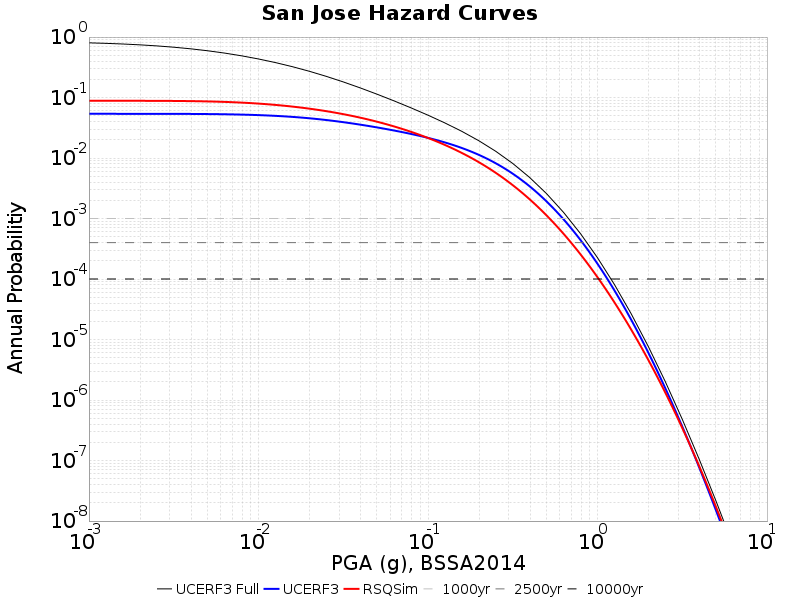 San Jose Hazard Curves
Annual Probabilitiy
10^0
10^-1
10^-2
10^-3
10^-4
10^-5
10^-6
10^-7
10^-8
10^-3 10^-2 10^-1 10^0 10^1
PGA (g), BSSA2014
UCERF3 Full UCERF3 RSQSim 1000yr 2500yr 10000yr